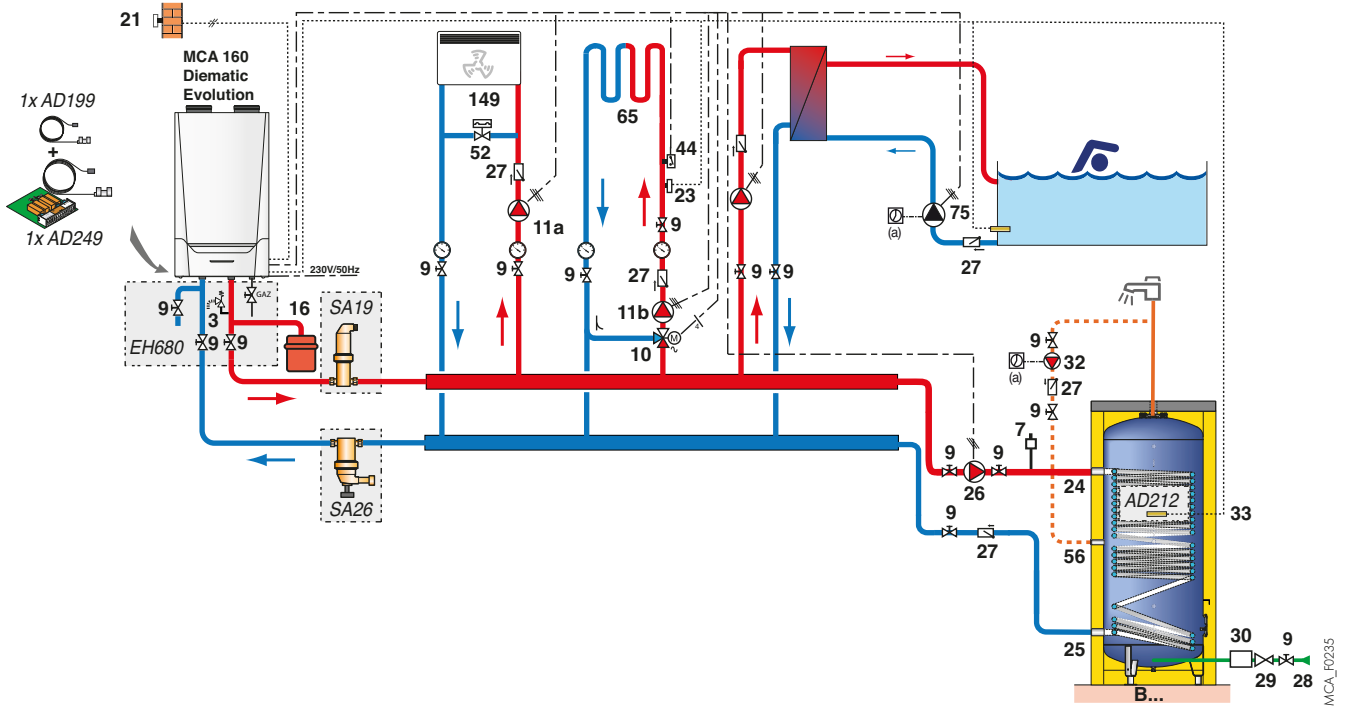 21
MCA 160
Diematic
Evolution
1x AD199
+
1x AD249
230V/50Hz
GAZ
9
3
EH680
9
9
16
SA19
SA26
149
52
27
11a
9
9
65
44
23
9
27
9
11b
10
M
4
9
9
75
(a)
27
9
32
(a)
27
9
7
9
9
26
24
AD212
33
9
27
56
25
30
9
29
28
B...
MCA_F0235